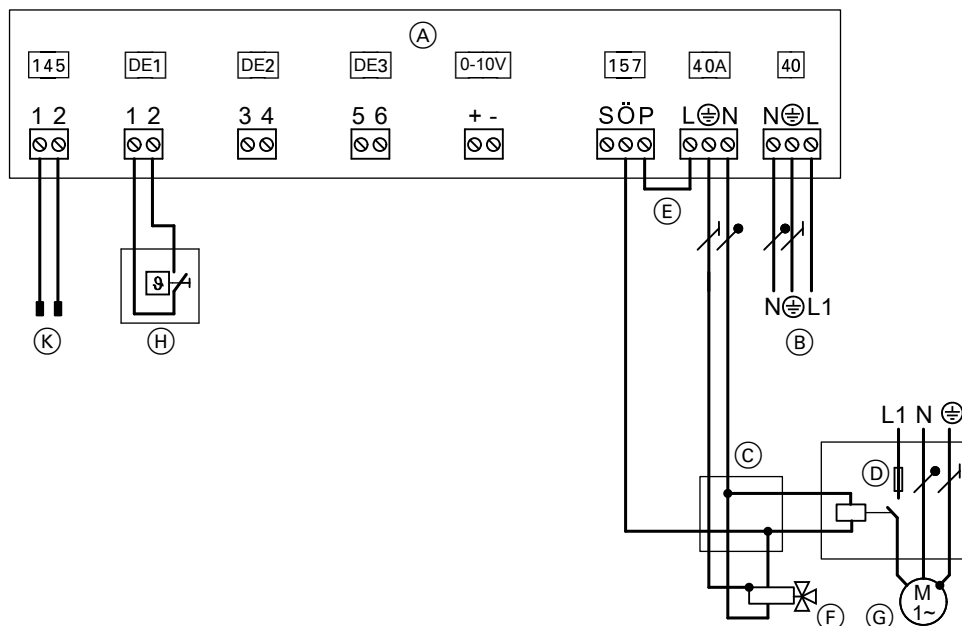 A
145 DE1 DE2 DE3 0-10V 157 40A 40
1 2 1 2 3 4 5 6 + - S Ö P L N N L
E
N L1
K H B
L1 N
C D
F G
M
1~
ϑ